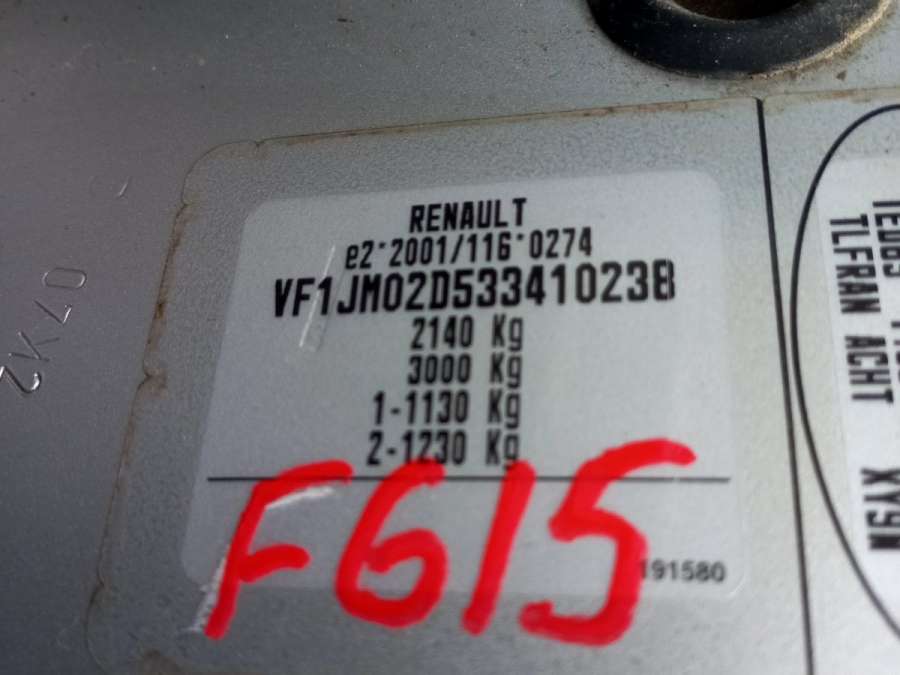 RENAULT
e2*2001/116*0274
VF1JM02D533410238
2140 Kg
3000 Kg
1-1130 Kg
2-1230 Kg
F615
191580
TLFRAN ACHT XY9N